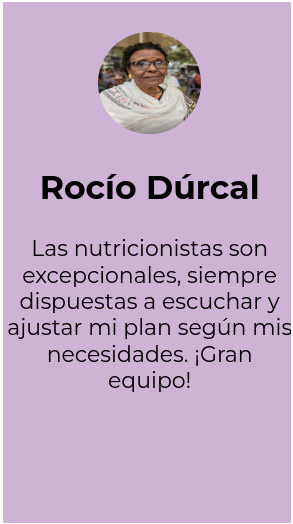 Rocío Dúrcal
Las nutricionistas son
excepcionales, siempre
dispuestas a escuchar y
ajustar mi plan según mis
necesidades. ¡Gran
equipo!